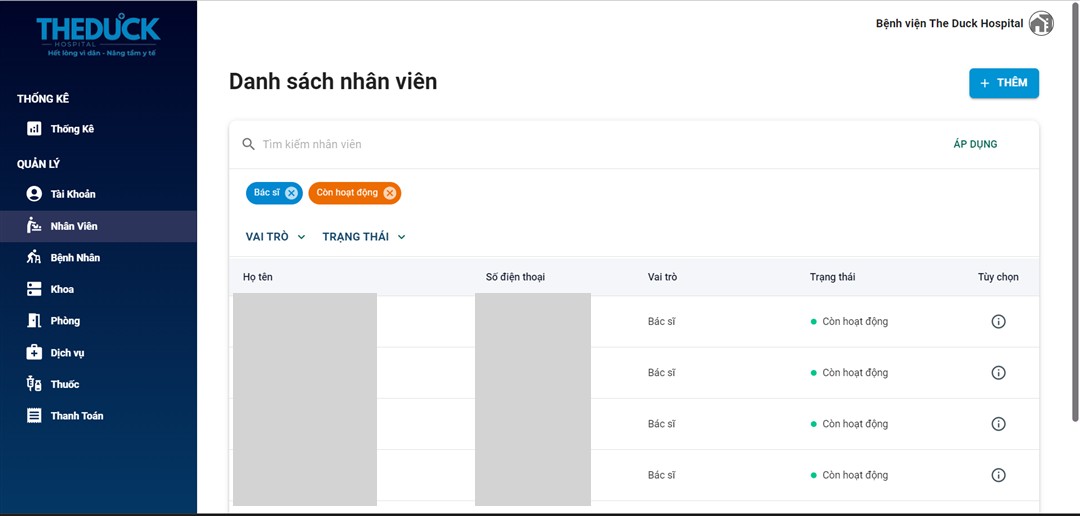 THEDUCK
HOSPITAL
Hết lòng vì dân - Nâng tầm y tế
THỐNG KÊ
Thống Kê
QUẢN LÝ
Tài Khoản
Nhân Viên
Bệnh Nhân
Khoa
Phòng
Dịch vụ
Thuốc
Thanh Toán
Bệnh viện The Duck Hospital
Danh sách nhân viên
+ THÊM
Tìm kiếm nhân viên
ÁP DỤNG
Bác sĩ
Còn hoạt động
VAI TRÒ
TRẠNG THÁI
Họ tên Số điện thoại Vai trò Trạng thái Tùy chọn
Bác sĩ Còn hoạt động
Bác sĩ Còn hoạt động
Bác sĩ Còn hoạt động
Bác sĩ Còn hoạt động